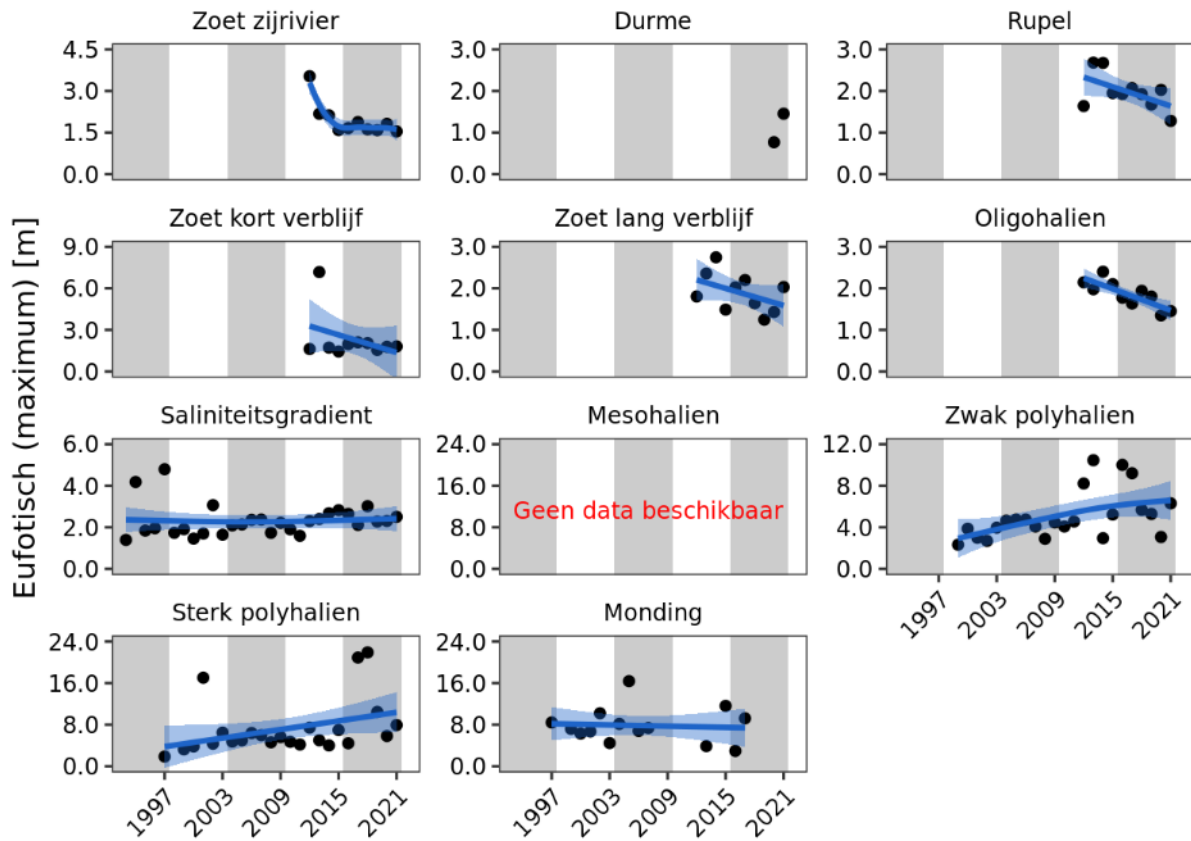 Eufotisch (maximum) [m]
Zoet zijrivier
4.5
3.0
1.5
0.0
Durme
3.0
2.0
1.0
0.0
Rupel
3.0
2.0
1.0
0.0
Zoet kort verblijf
9.0
6.0
3.0
0.0
Zoet lang verblijf
3.0
2.0
1.0
0.0
Oligohalien
3.0
2.0
1.0
0.0
Saliniteitsgradient
6.0
4.0
2.0
0.0
Mesohalien
24.0
16.0
8.0
0.0
Geen data beschikbaar
Zwak polyhalien
12.0
8.0
4.0
0.0
1997 2003 2009 2015 2021
Sterk polyhalien
24.0
16.0
8.0
0.0
1997 2003 2009 2015 2021
Monding
24.0
16.0
8.0
0.0
1997 2003 2009 2015 2021